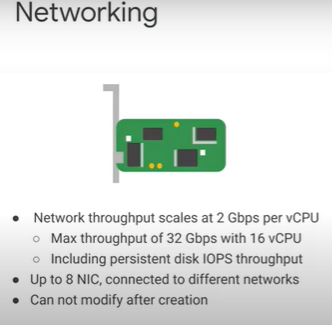 Networking
Network throughput scales at 2 Gbps per vCPU
Max throughput of 32 Gbps with 16 vCPU
Including persistent disk IOPS throughput
Up to 8 NIC, connected to different networks
Can not modify after creation